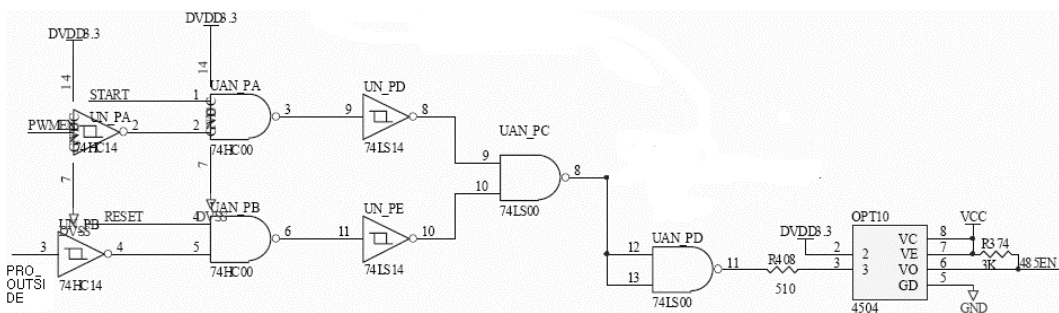 DVDD3.3
DVDD3.3
14
14
UAN_PA
UN_PD
START
1
3
9
8
UN_PA
PWMEN
2
2
74HC14
74HC00
74LS14
UAN_PC
9
8
10
74LS00
7
7
RESET
4
UAN_PB
UN_PE
UN_PB
DVSS
DVSS
3
4
5
6
11
10
74HC14
74HC00
74LS14
PRO_
OUTSI
DE
UAN_PD
12
11
13
74LS00
R408
510
DVDD3.3
OPT10
VCC
2
2
VC
8
3
3
VE
7
R374
VO
6
3K
485EN
GD
5
4504
GND